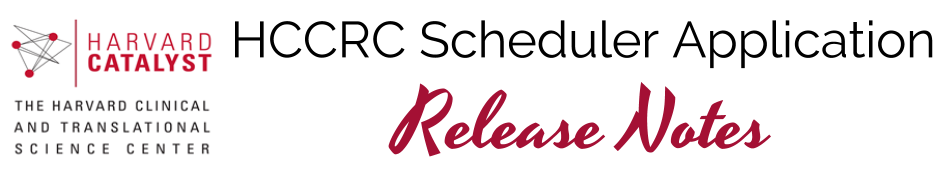 HARVARD
CATALYST
THE HARVARD CLINICAL
AND TRANSLATIONAL
SCIENCE CENTER
HCCRC Scheduler Application
Release Notes